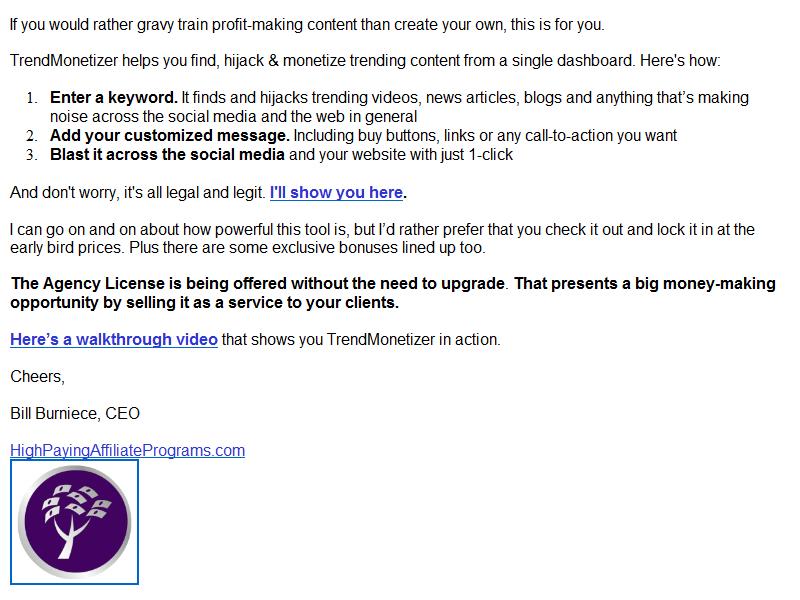 If you would rather gravy train profit-making content than create your own, this is for you.
TrendMonetizer helps you find, hijack & monetize trending content from a single dashboard. Here's how:
1. Enter a keyword. It finds and hijacks trending videos, news articles, blogs and anything that’s making
noise across the social media and the web in general
2. Add your customized message. Including buy buttons, links or any call-to-action you want
3. Blast it across the social media and your website with just 1-click
And don't worry, it's all legal and legit. I'll show you here.
I can go on and on about how powerful this tool is, but I’d rather prefer that you check it out and lock it in at the
early bird prices. Plus there are some exclusive bonuses lined up too.
The Agency License is being offered without the need to upgrade. That presents a big money-making
opportunity by selling it as a service to your clients.
Here’s a walkthrough video that shows you TrendMonetizer in action.
Cheers,
Bill Burniece, CEO
HighPayingAffiliatePrograms.com